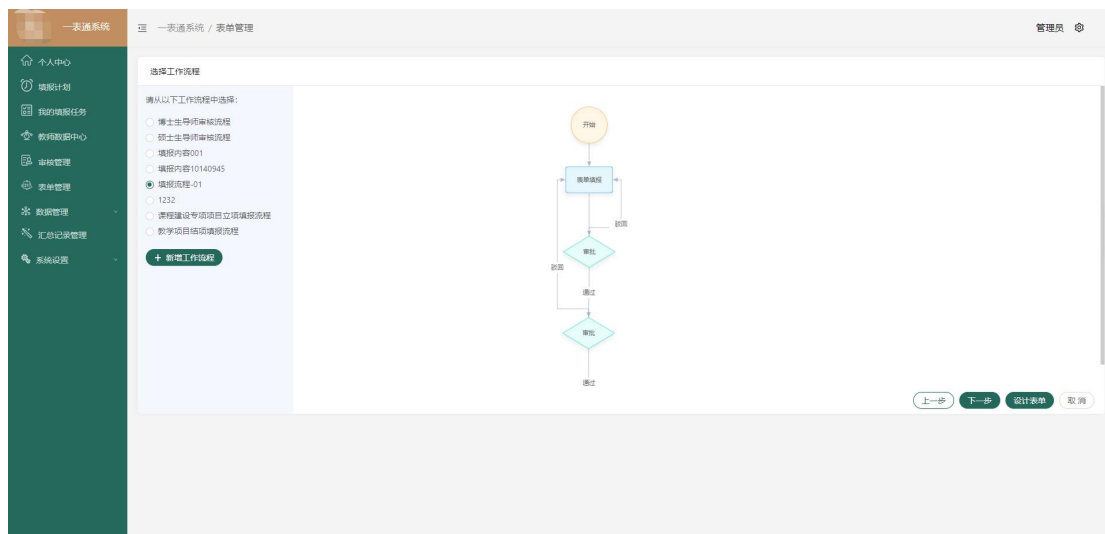 一表通系统
一表通系统 / 表单管理
管理员
个人中心
填报计划
我的填报任务
教师数据中心
审核管理
表单管理
数据管理
汇总记录管理
系统设置
选择工作流程
请从以下工作流程中选择:
博士生导师审核流程
硕士生导师审核流程
填报内容001
填报内容10140945
填报流程-01
1232
课程建设专项项目立项填报流程
教学项目结项填报流程
+ 新增工作流程
开始
表单填报
驳回
审批
驳回
通过
审批
通过
上一步
下一步
设计表单
取消